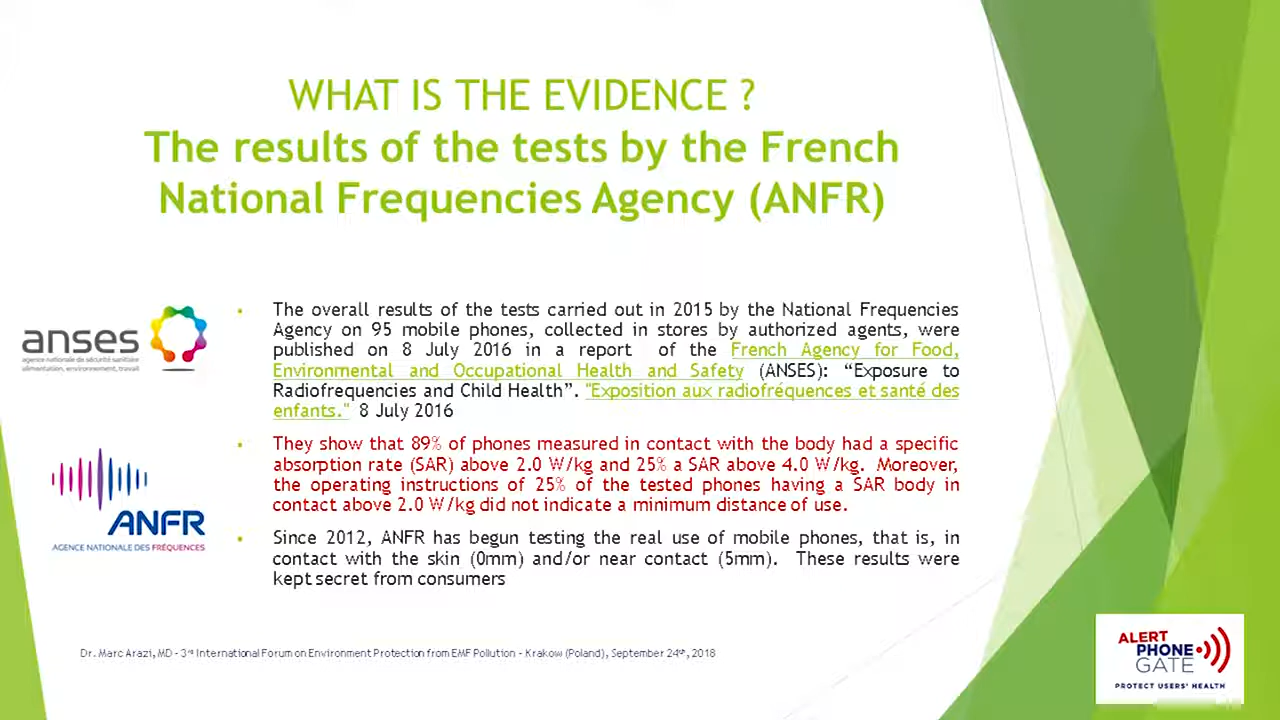 WHAT IS THE EVIDENCE ?
The results of the tests by the French
National Frequencies Agency (ANFR)
anses
agence nationale de sécurité sanitaire
alimentation, environnement, travail
▪ The overall results of the tests carried out in 2015 by the National Frequencies
Agency on 95 mobile phones, collected in stores by authorized agents, were
published on 8 July 2016 in a report of the French Agency for Food,
Environmental and Occupational Health and Safety (ANSES): “Exposure to
Radiofrequencies and Child Health”. "Exposition aux radiofréquences et santé des
enfants." 8 July 2016
▪ They show that 89% of phones measured in contact with the body had a specific
absorption rate (SAR) above 2.0 W/kg and 25% a SAR above 4.0 W/kg. Moreover,
the operating instructions of 25% of the tested phones having a SAR body in
contact above 2.0 W/kg did not indicate a minimum distance of use.
ANFR
AGENCE NATIONALE DES FRÉQUENCES
▪ Since 2012, ANFR has begun testing the real use of mobile phones, that is, in
contact with the skin (0mm) and/or near contact (5mm). These results were
kept secret from consumers
Dr. Marc Arazi, MD - 3rd International Forum on Environment Protection from EMF Pollution - Krakow (Poland), September 24th, 2018
ALERT
PHONE
GATE
PROTECT USERS' HEALTH